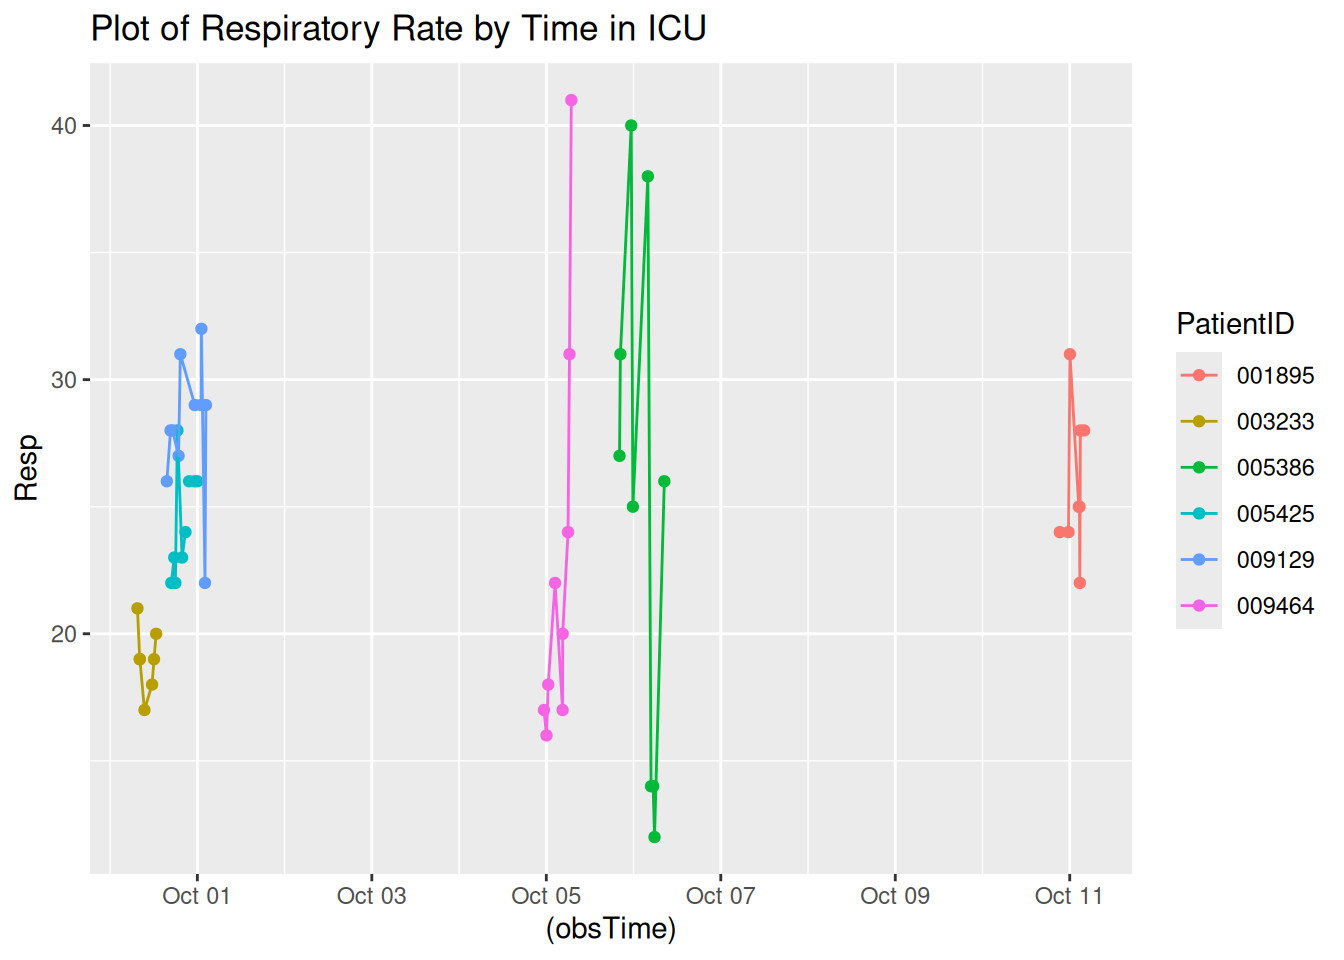 Plot of Respiratory Rate by Time in ICU
Resp
40
30
20
Oct 01 Oct 03 Oct 05 Oct 07 Oct 09 Oct 11
(obsTime)
PatientID
001895
003233
005386
005425
009129
009464